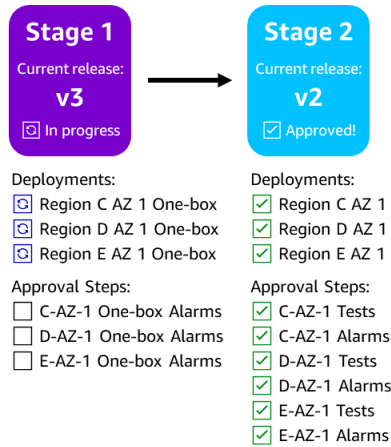 Stage 1
Current release:
v3
In progress
Deployments:
Region C AZ 1 One-box
Region D AZ 1 One-box
Region E AZ 1 One-box
Approval Steps:
C-AZ-1 One-box Alarms
D-AZ-1 One-box Alarms
E-AZ-1 One-box Alarms
Stage 2
Current release:
v2
Approved!
Deployments:
Region C AZ 1
Region D AZ 1
Region E AZ 1
Approval Steps:
C-AZ-1 Tests
C-AZ-1 Alarms
D-AZ-1 Tests
D-AZ-1 Alarms
E-AZ-1 Tests
E-AZ-1 Alarms